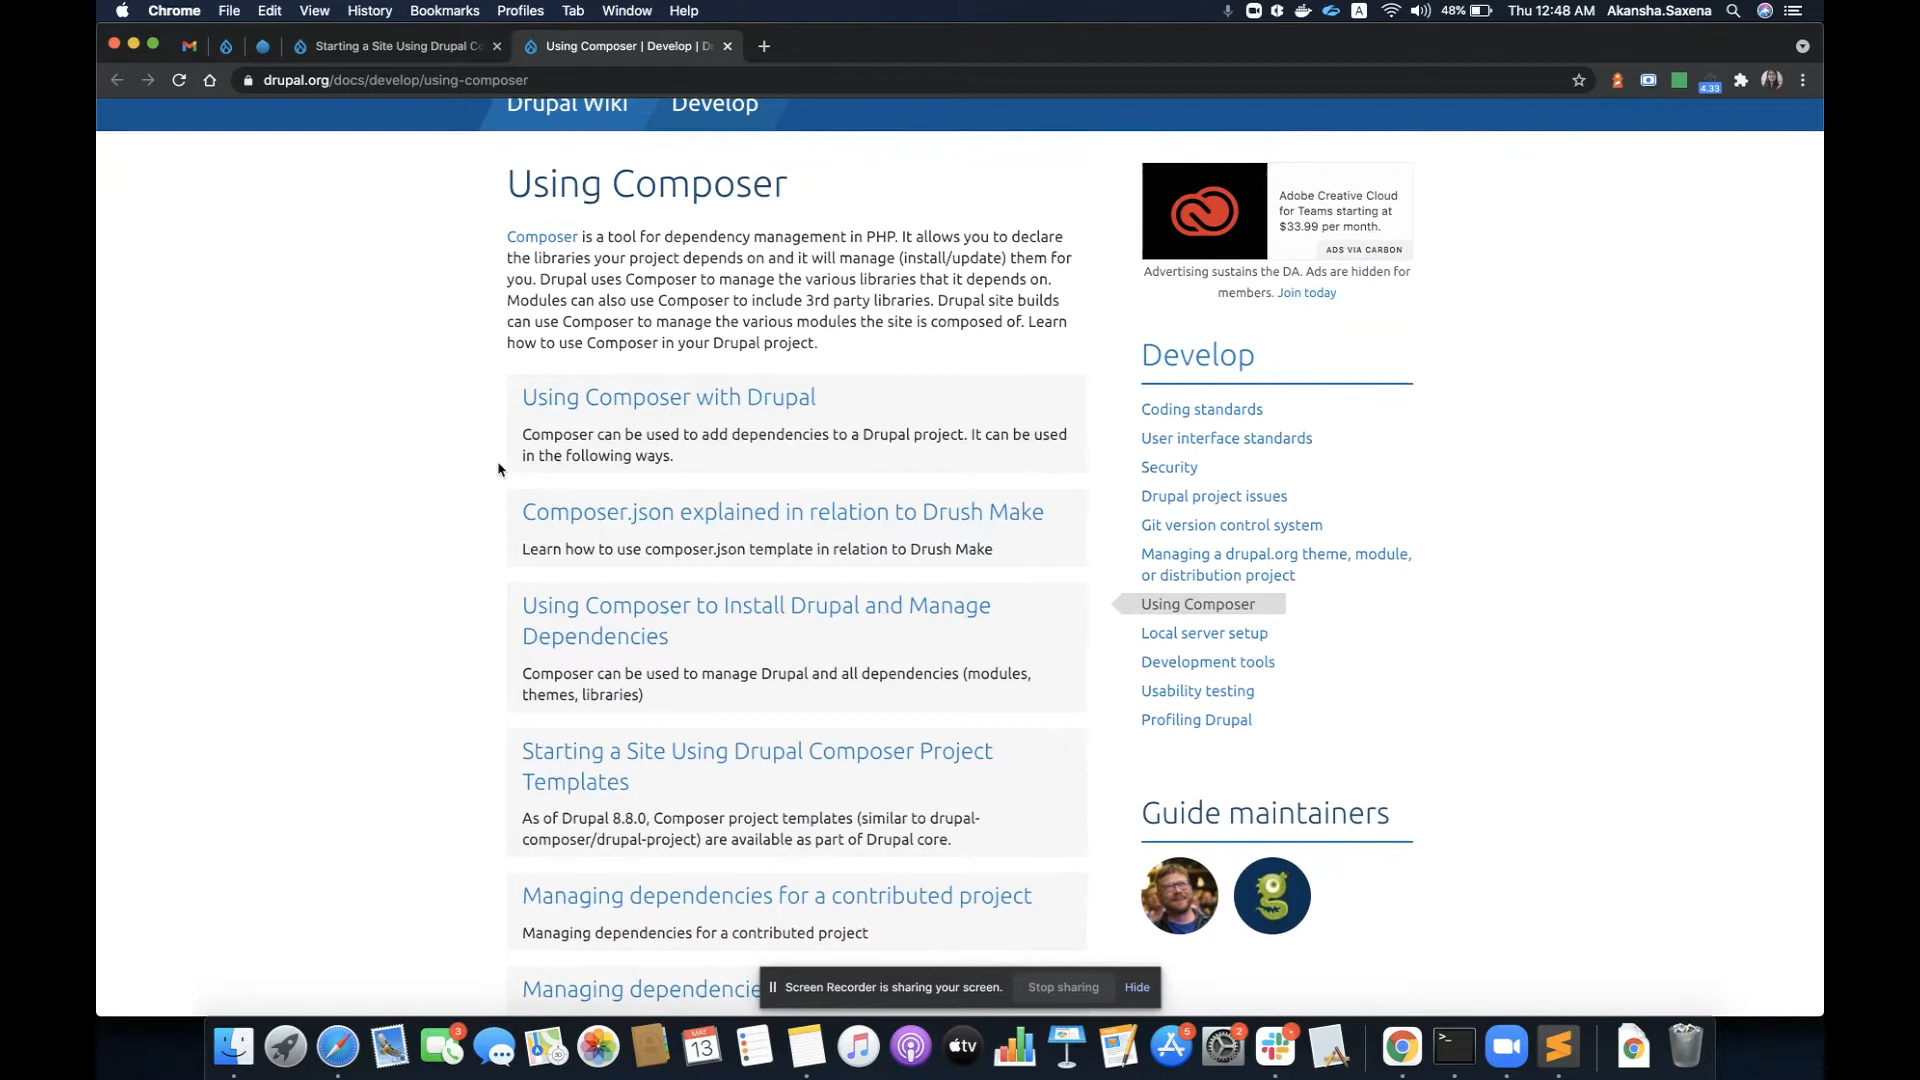 Chrome File Edit View History Bookmarks Profiles Tab Window Help
A 48% Thu 12:48 AM Akansha.Saxena
Starting a Site Using Drupal Co
Using Composer | Develop | D
drupal.org/docs/develop/using-composer
4.33
Drupal Wiki Develop
Using Composer
Composer is a tool for dependency management in PHP. It allows you to declare
the libraries your project depends on and it will manage (install/update) them for
you. Drupal uses Composer to manage the various libraries that it depends on.
Modules can also use Composer to include 3rd party libraries. Drupal site builds
can use Composer to manage the various modules the site is composed of. Learn
how to use Composer in your Drupal project.
Using Composer with Drupal
Composer can be used to add dependencies to a Drupal project. It can be used
in the following ways.
Composer.json explained in relation to Drush Make
Learn how to use composer.json template in relation to Drush Make
Using Composer to Install Drupal and Manage
Dependencies
Composer can be used to manage Drupal and all dependencies (modules,
themes, libraries)
Starting a Site Using Drupal Composer Project
Templates
As of Drupal 8.8.0, Composer project templates (similar to drupal-
composer/drupal-project) are available as part of Drupal core.
Managing dependencies for a contributed project
Managing dependencies for a contributed project
Managing dependencie
Adobe Creative Cloud
for Teams starting at
$33.99 per month.
ADS VIA CARBON
Advertising sustains the DA. Ads are hidden for
members. Join today
Develop
Coding standards
User interface standards
Security
Drupal project issues
Git version control system
Managing a drupal.org theme, module,
or distribution project
Using Composer
Local server setup
Development tools
Usability testing
Profiling Drupal
Guide maintainers
Screen Recorder is sharing your screen. Stop sharing Hide
3
MAY
13
tv
5
2